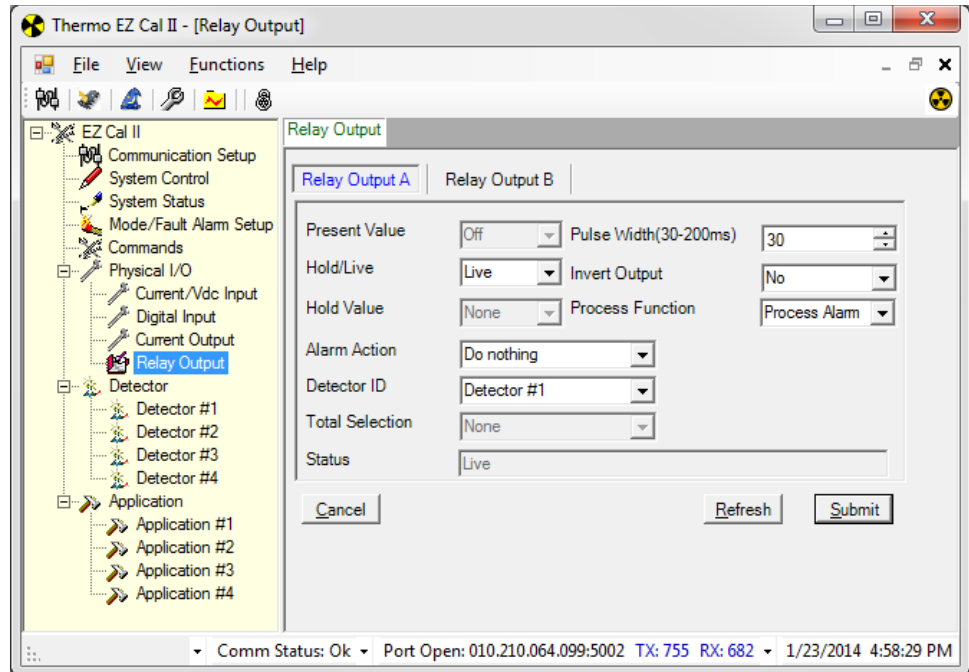 Thermo EZ Cal II - [Relay Output]
File View Functions Help
EZ Cal II
Communication Setup
System Control
System Status
Mode/Fault Alarm Setup
Commands
Physical I/O
Current/Vdc Input
Digital Input
Current Output
Relay Output
Detector
Detector #1
Detector #2
Detector #3
Detector #4
Application
Application #1
Application #2
Application #3
Application #4
Relay Output
Relay Output A Relay Output B
Present Value Off Pulse Width(30-200ms) 30
Hold/Live Live Invert Output No
Hold Value None Process Function Process Alarm
Alarm Action Do nothing
Detector ID Detector #1
Total Selection None
Status Live
Cancel Refresh Submit
Comm Status: Ok Port Open: 010.210.064.099:5002 TX: 755 RX: 682 1/23/2014 4:58:29 PM